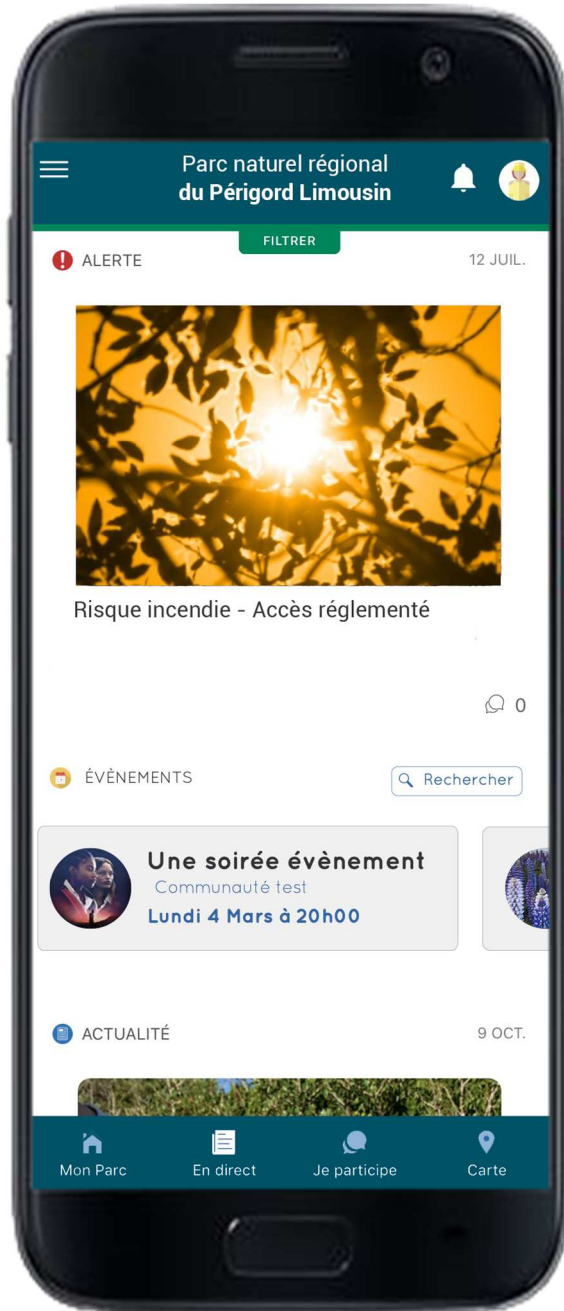 Parc naturel régional
du Périgord Limousin
FILTRER
ALERTE
12 JUIL.
Risque incendie - Accès réglementé
0
ÉVÈNEMENTS
Rechercher
Une soirée évènement
Communauté test
Lundi 4 Mars à 20h00
ACTUALITÉ
9 OCT.
Mon Parc
En direct
Je participe
Carte